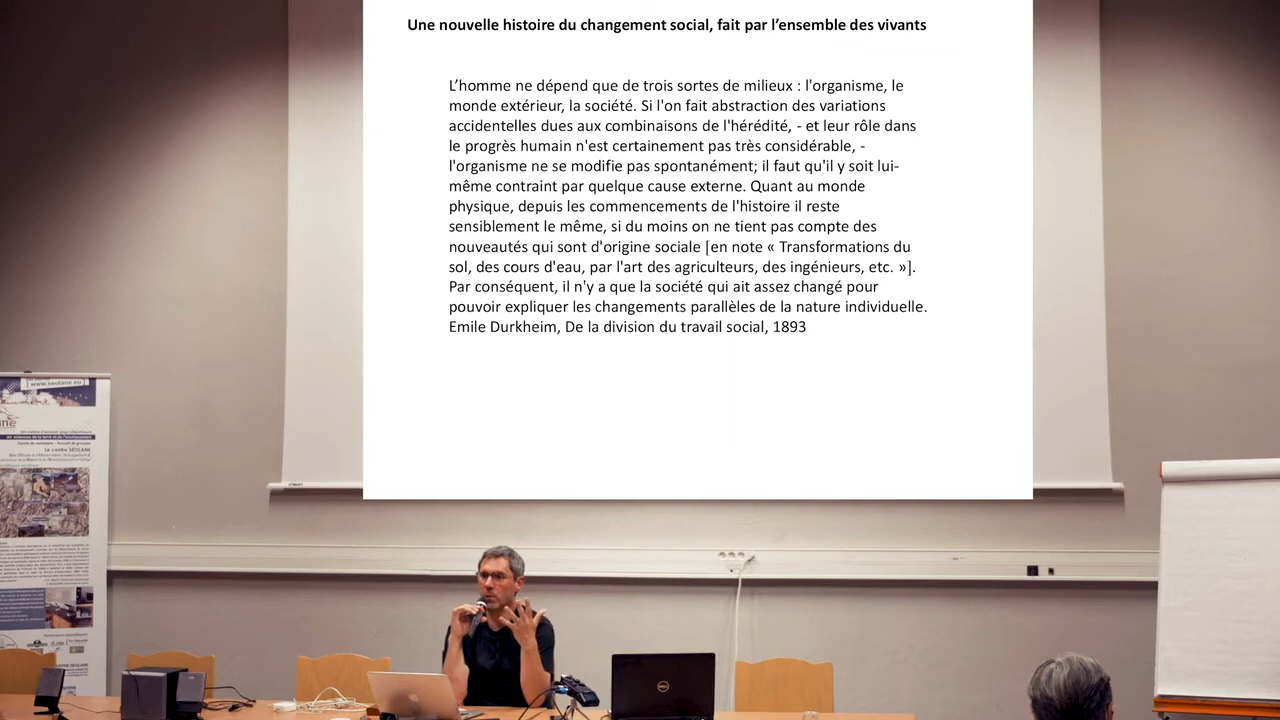 Une nouvelle histoire du changement social, fait par l’ensemble des vivants
L’homme ne dépend que de trois sortes de milieux : l'organisme, le
monde extérieur, la société. Si l'on fait abstraction des variations
accidentelles dues aux combinaisons de l'hérédité, - et leur rôle dans
le progrès humain n'est certainement pas très considérable, -
l'organisme ne se modifie pas spontanément; il faut qu'il y soit lui-
même contraint par quelque cause externe. Quant au monde
physique, depuis les commencements de l'histoire il reste
sensiblement le même, si du moins on ne tient pas compte des
nouveautés qui sont d'origine sociale [en note « Transformations du
sol, des cours d'eau, par l'art des agriculteurs, des ingénieurs, etc. »].
Par conséquent, il n'y a que la société qui ait assez changé pour
pouvoir expliquer les changements parallèles de la nature individuelle.
Emile Durkheim, De la division du travail social, 1893
www.seolane.eu
Le centre SÉOLANE
DELL